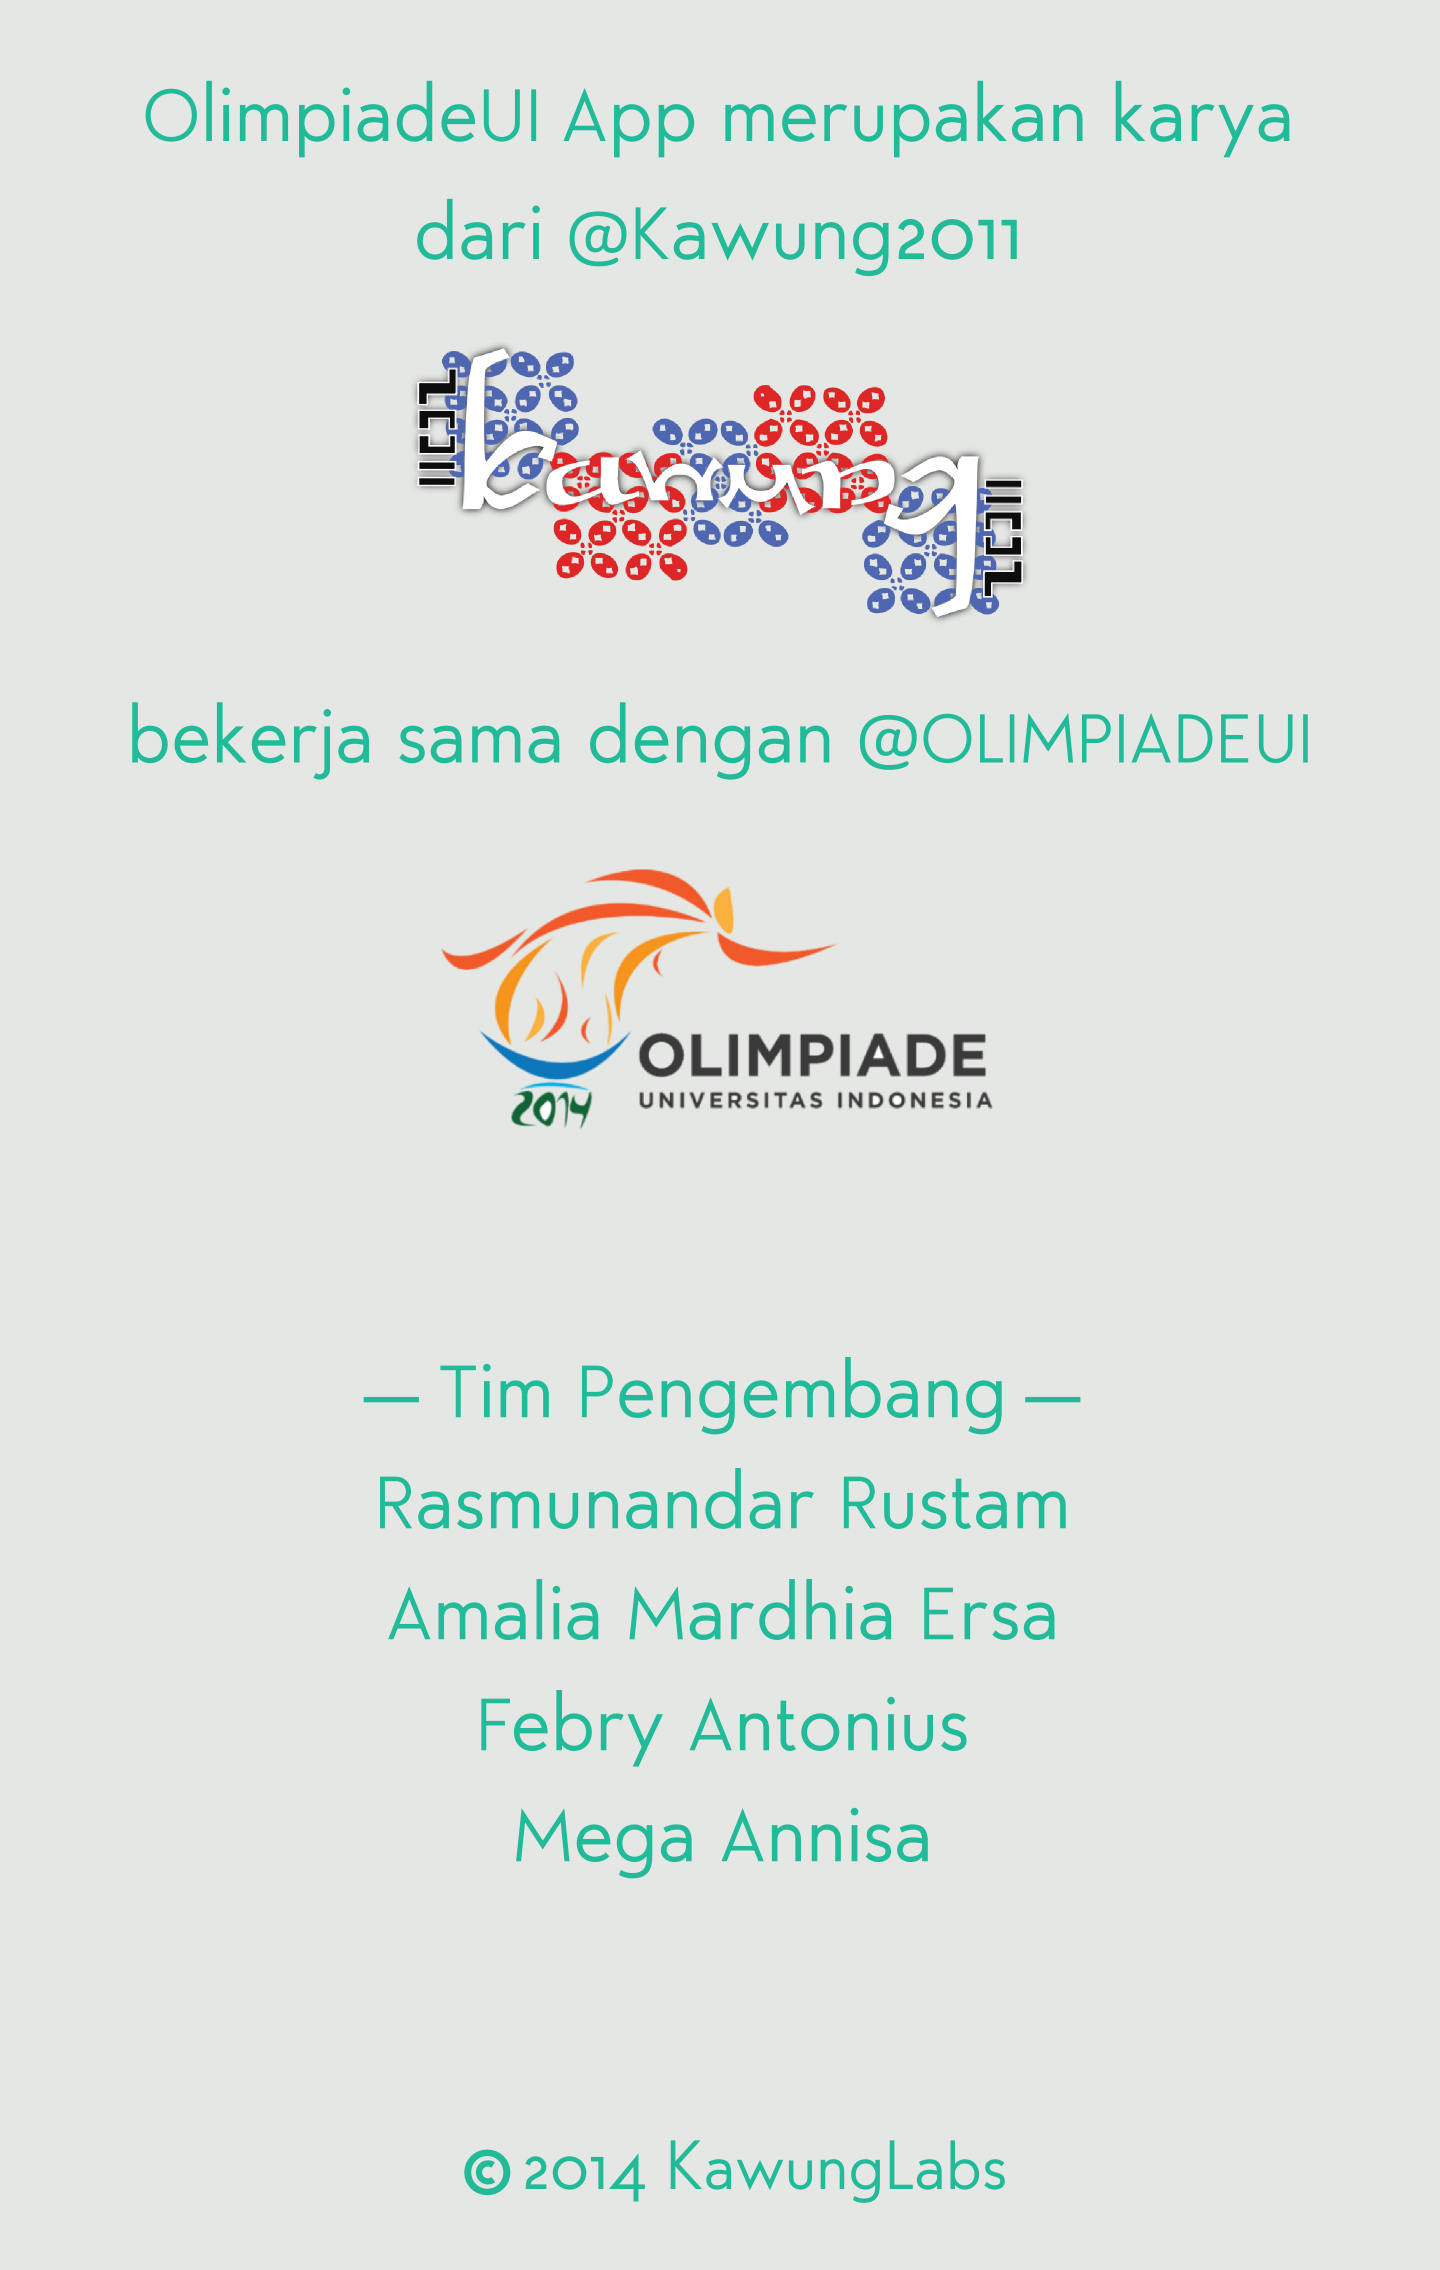 OlimpiadeUI App merupakan karya
dari @Kawung2011
kawung
bekerja sama dengan @OLIMPIADEUI
OLIMPIADE
UNIVERSITAS INDONESIA
2014
— Tim Pengembang —
Rasmunandar Rustam
Amalia Mardhia Ersa
Febry Antonius
Mega Annisa
© 2014 KawungLabs